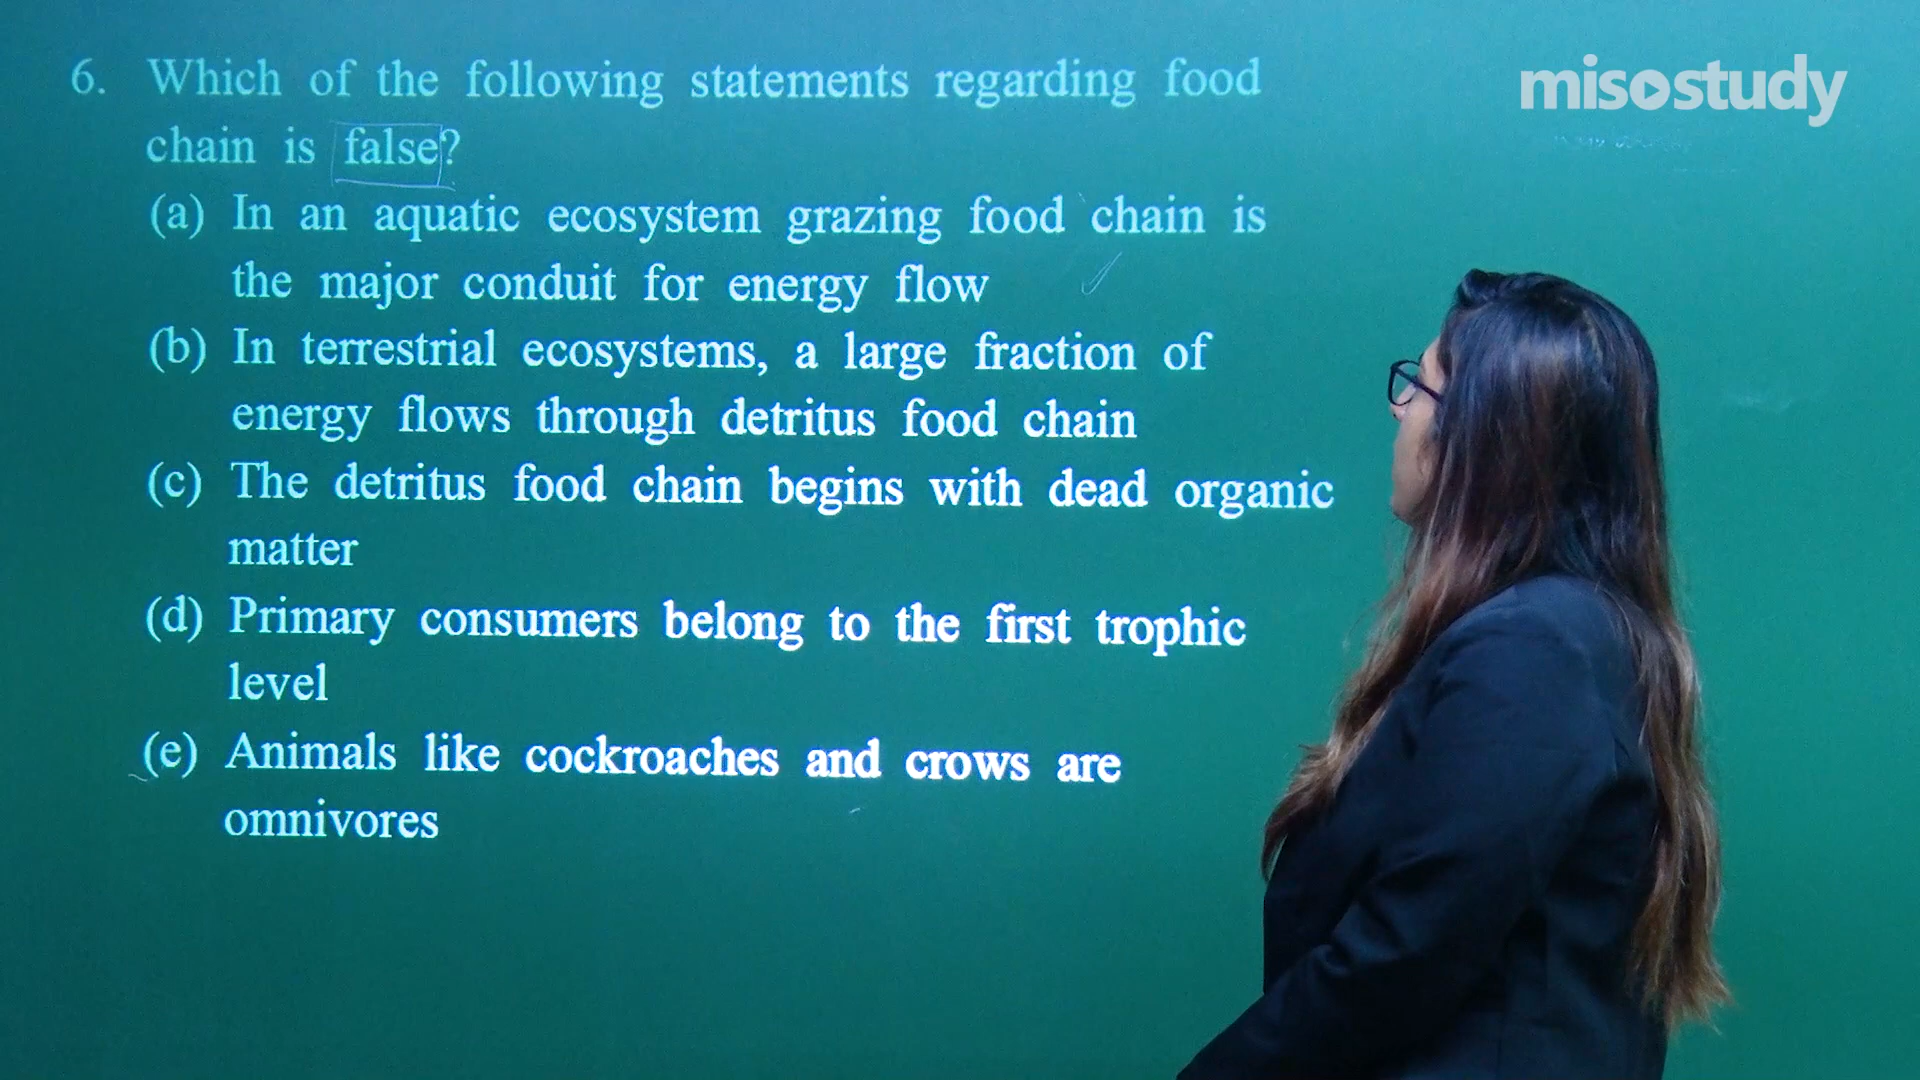 misostudy
6. Which of the following statements regarding food
chain is false?
(a) In an aquatic ecosystem grazing food chain is
the major conduit for energy flow
(b) In terrestrial ecosystems, a large fraction of
energy flows through detritus food chain
(c) The detritus food chain begins with dead organic
matter
(d) Primary consumers belong to the first trophic
level
(e) Animals like cockroaches and crows are
omnivores